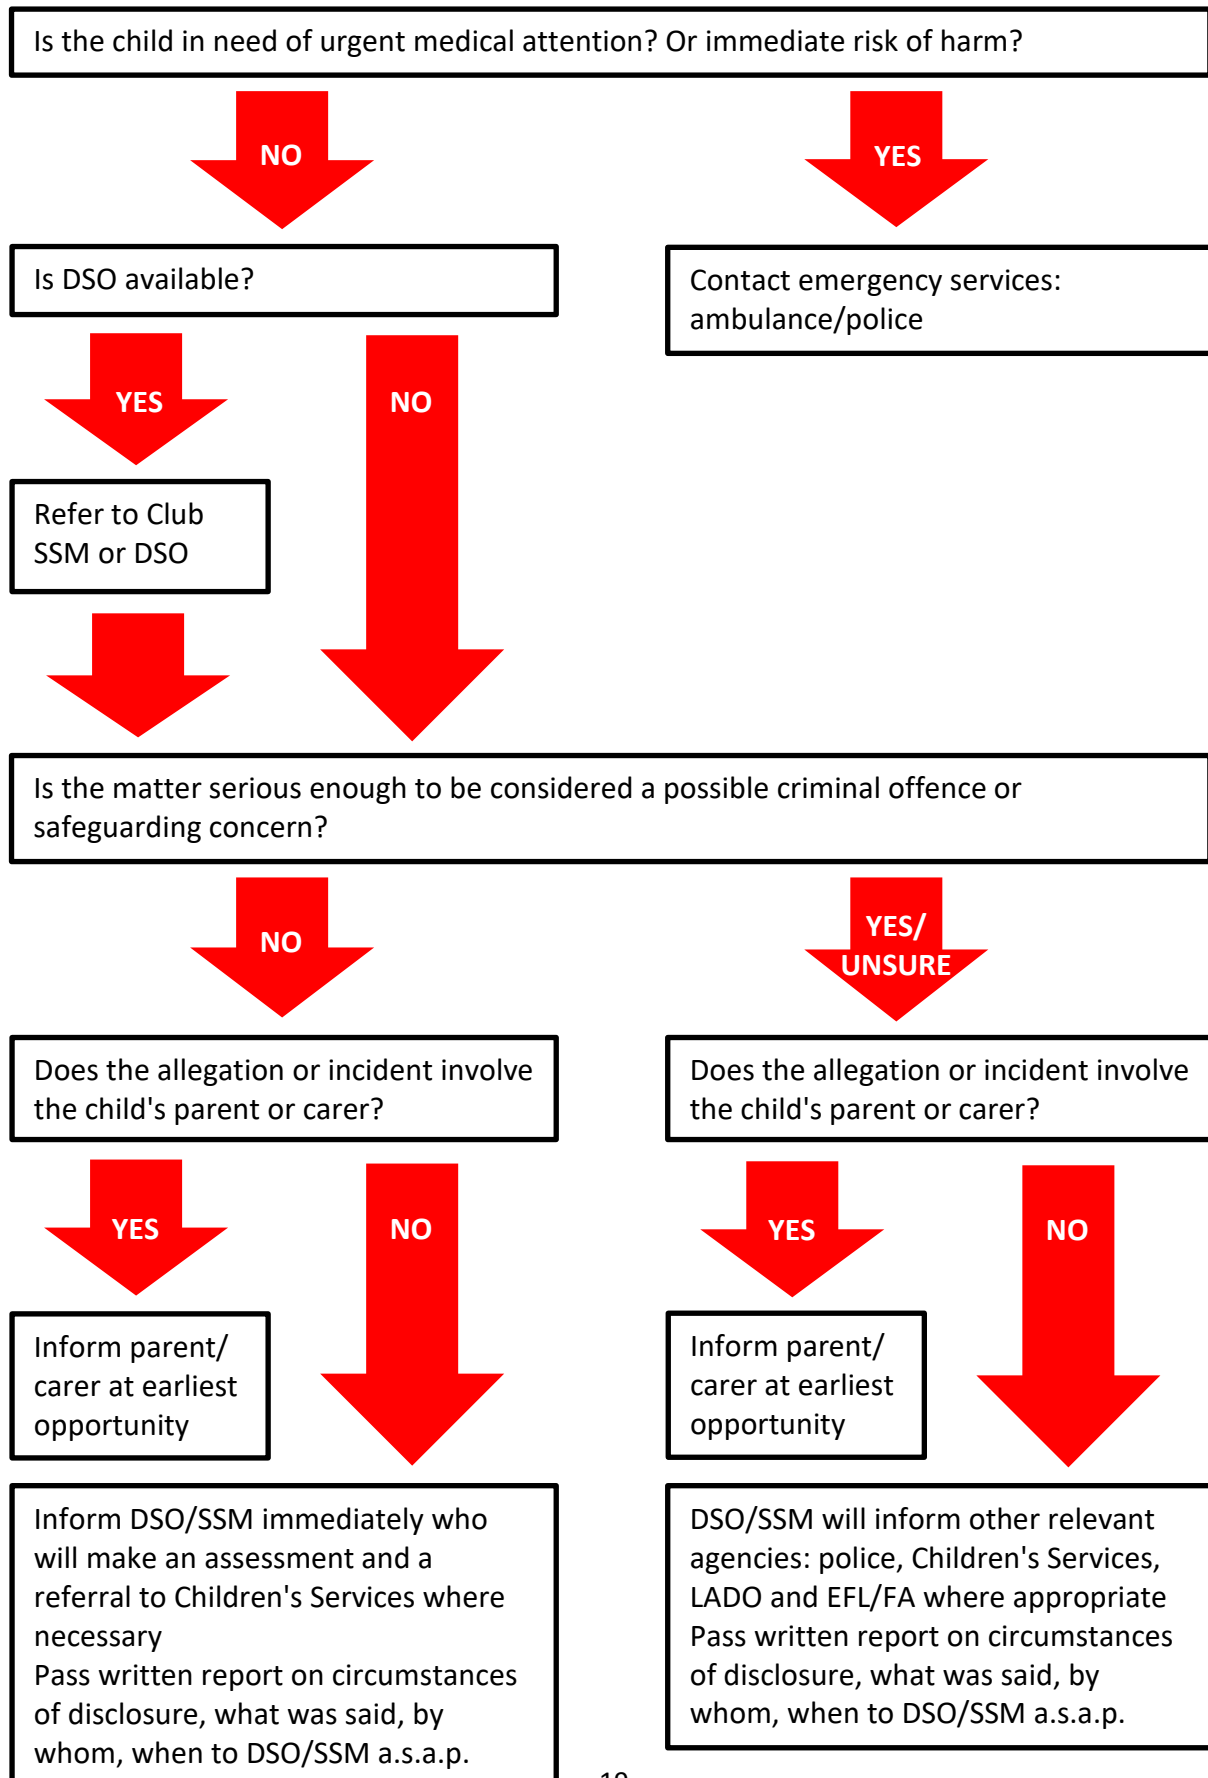 Is the child in need of urgent medical attention? Or immediate risk of harm?
NO
YES
Is DSO available?
Contact emergency services:
ambulance/police
YES
NO
Refer to Club
SSM or DSO
Is the matter serious enough to be considered a possible criminal offence or
safeguarding concern?
NO
YES/
UNSURE
Does the allegation or incident involve
the child's parent or carer?
Does the allegation or incident involve
the child's parent or carer?
YES
NO
YES
NO
Inform parent/
carer at earliest
opportunity
Inform parent/
carer at earliest
opportunity
Inform DSO/SSM immediately who
will make an assessment and a
referral to Children's Services where
necessary
Pass written report on circumstances
of disclosure, what was said, by
whom, when to DSO/SSM a.s.a.p.
DSO/SSM will inform other relevant
agencies: police, Children's Services,
LADO and EFL/FA where appropriate
Pass written report on circumstances
of disclosure, what was said, by
whom, when to DSO/SSM a.s.a.p.